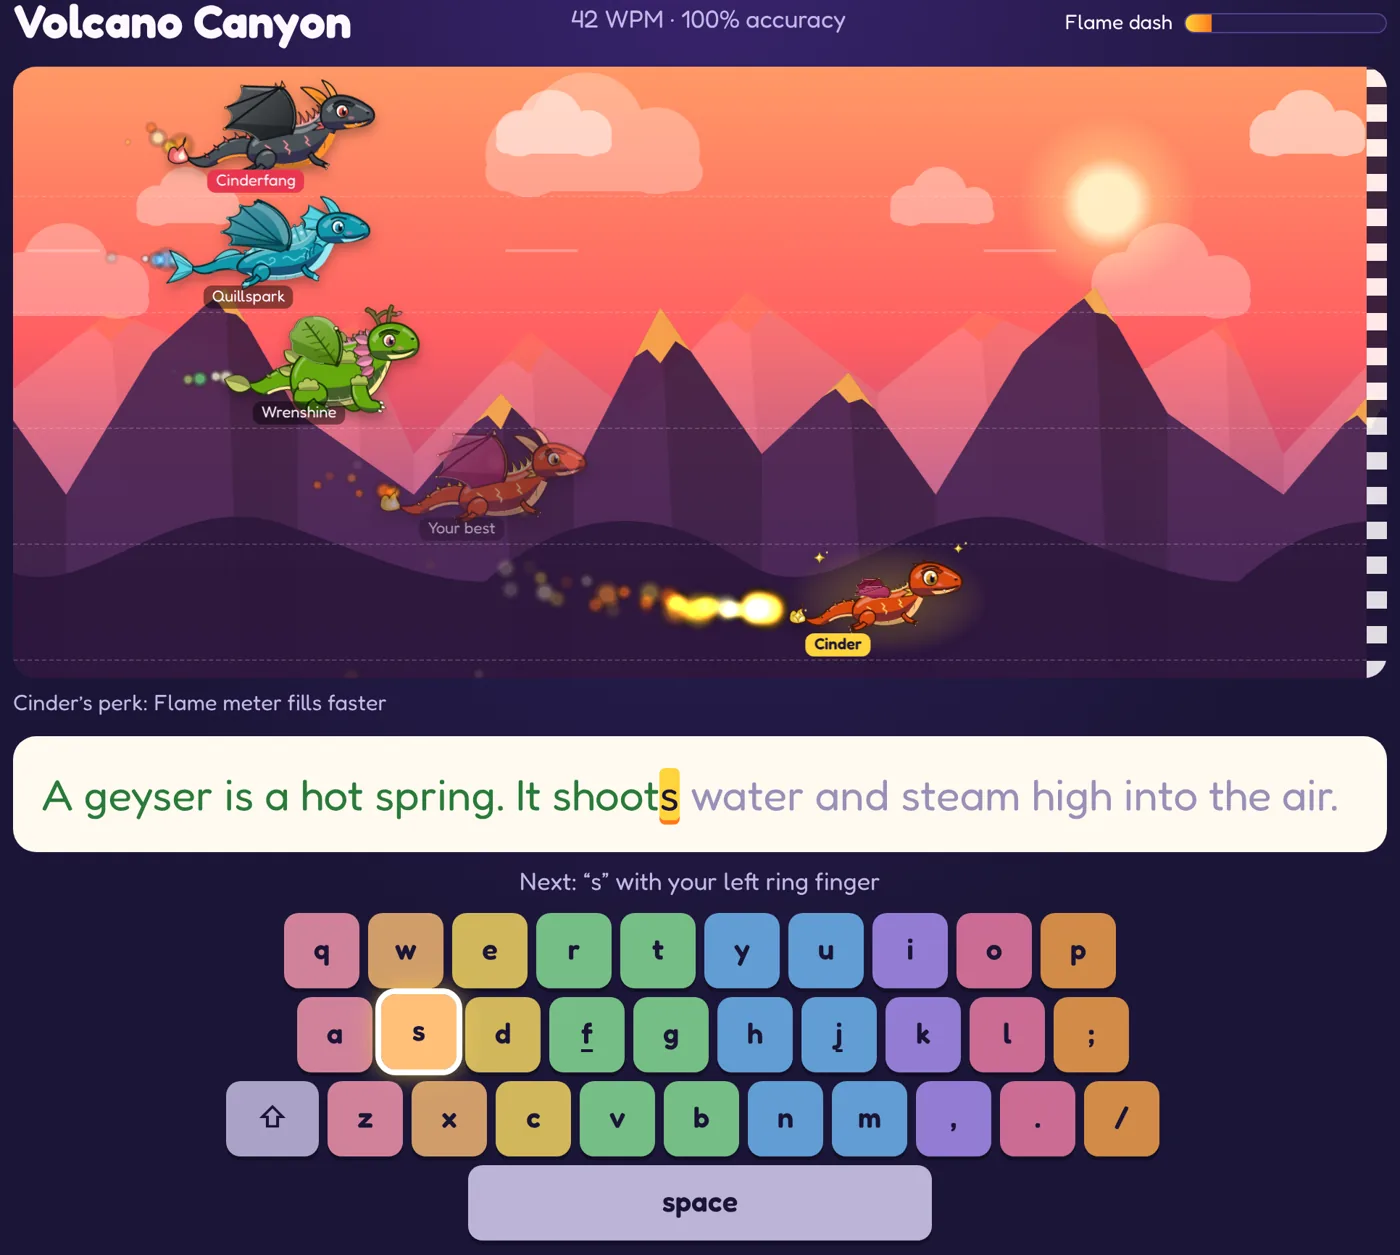 Volcano Canyon
42 WPM · 100% accuracy
Flame dash
Cinderfang
Quillspark
Wrenshine
Your best
Cinder
Cinder’s perk: Flame meter fills faster
A geyser is a hot spring. It shoots water and steam high into the air.
Next: “s” with your left ring finger
q w e r t y u i o p
a s d f g h j k l ;
z x c v b n m , . /
space